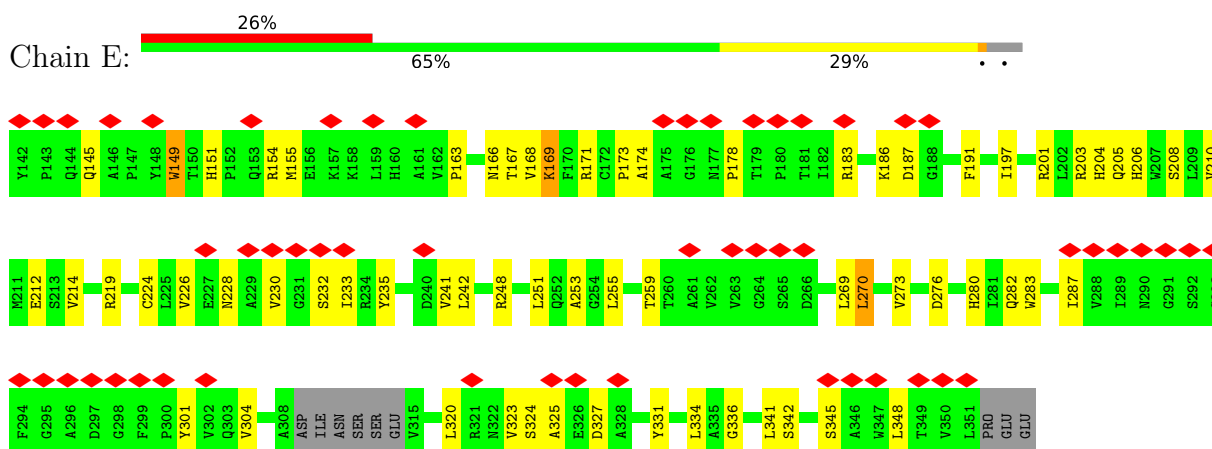 26%
Chain E:
65% 29% • •
Y142 P143 Q144 Q145 A146 P147 Y148 W149 T150 H151 P152 Q153 R154 M155 E156 K157 K158 L159 H160 A161 V162 P163 N166 T167 V168 K169 F170 R171 C172 P173 A174 A175 G176 N177 P178 T179 P180 T181 I182 R183 K186 D187 G188 F191 I197 R201 L202 R203 H204 Q205 H206 W207 S208 L209 V210
M211 E212 S213 V214 R219 C224 L225 V226 E227 N228 A229 V230 G231 S232 I233 R234 Y235 D240 V241 L242 R248 L251 Q252 A253 G254 L255 T259 T260 A261 V262 V263 G264 S265 D266 L269 L270 V273 D276 H280 I281 Q282 W283 I287 V288 I289 N290 G291 S292
F294 G295 A296 D297 G298 F299 P300 Y301 V302 Q303 V304 A308 ASP ILE ASN SER SER GLU V315 L320 R321 N322 V323 S324 A325 E326 D327 A328 Y331 L334 A335 G336 L341 S342 S345 A346 W347 L348 T349 V350 L351 PRO GLU GLU